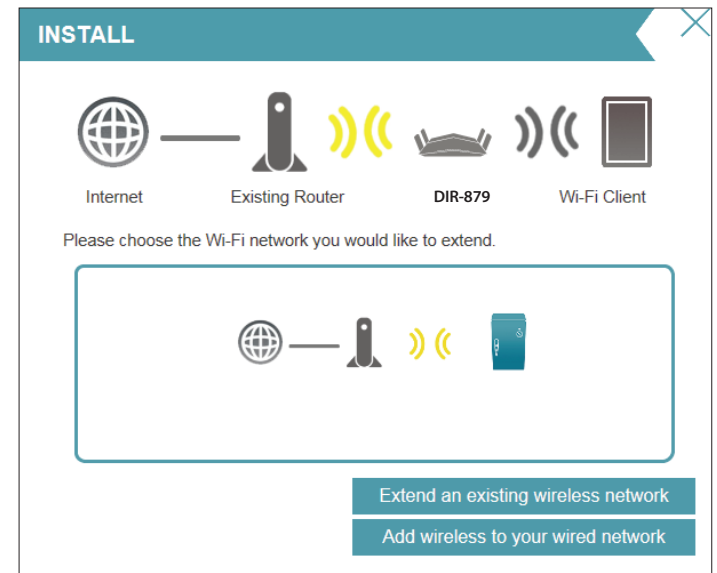 INSTALL
Internet
Existing Router
DIR-879
Wi-Fi Client
Please choose the Wi-Fi network you would like to extend.
Extend an existing wireless network
Add wireless to your wired network